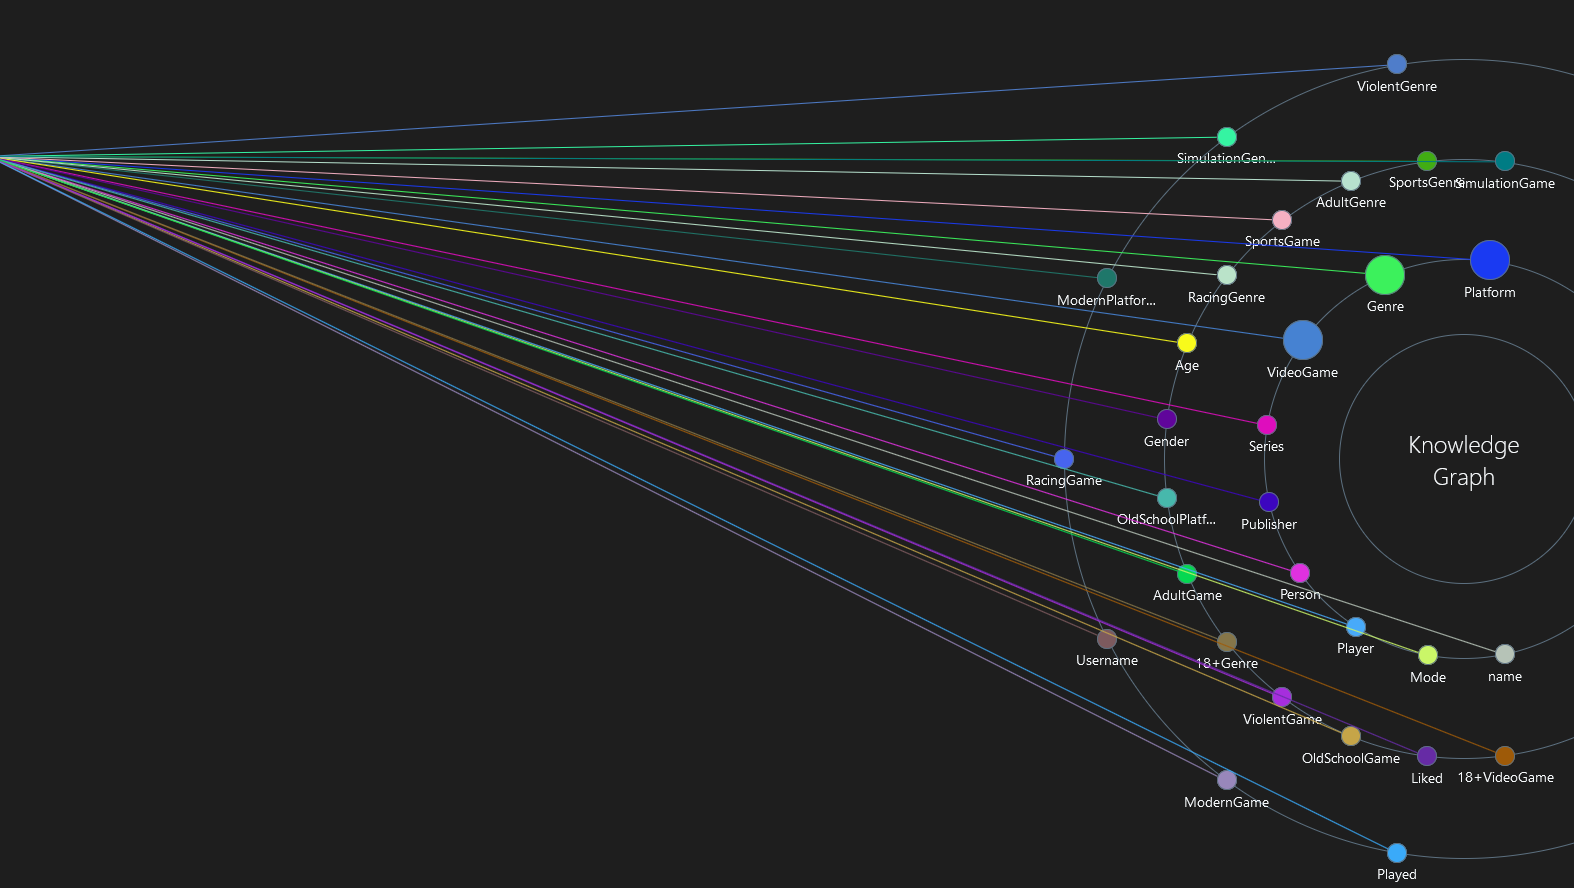 ViolentGenre
SimulationGen...
SportsGenre
SimulationGame
AdultGenre
SportsGame
RacingGenre
ModernPlatfor...
Genre
Platform
Age
VideoGame
Gender
Series
Knowledge
Graph
RacingGame
OldSchoolPlatf...
Publisher
AdultGame
Person
Username
18+Genre
Player
Mode
name
ViolentGame
OldSchoolGame
Liked
18+VideoGame
ModernGame
Played